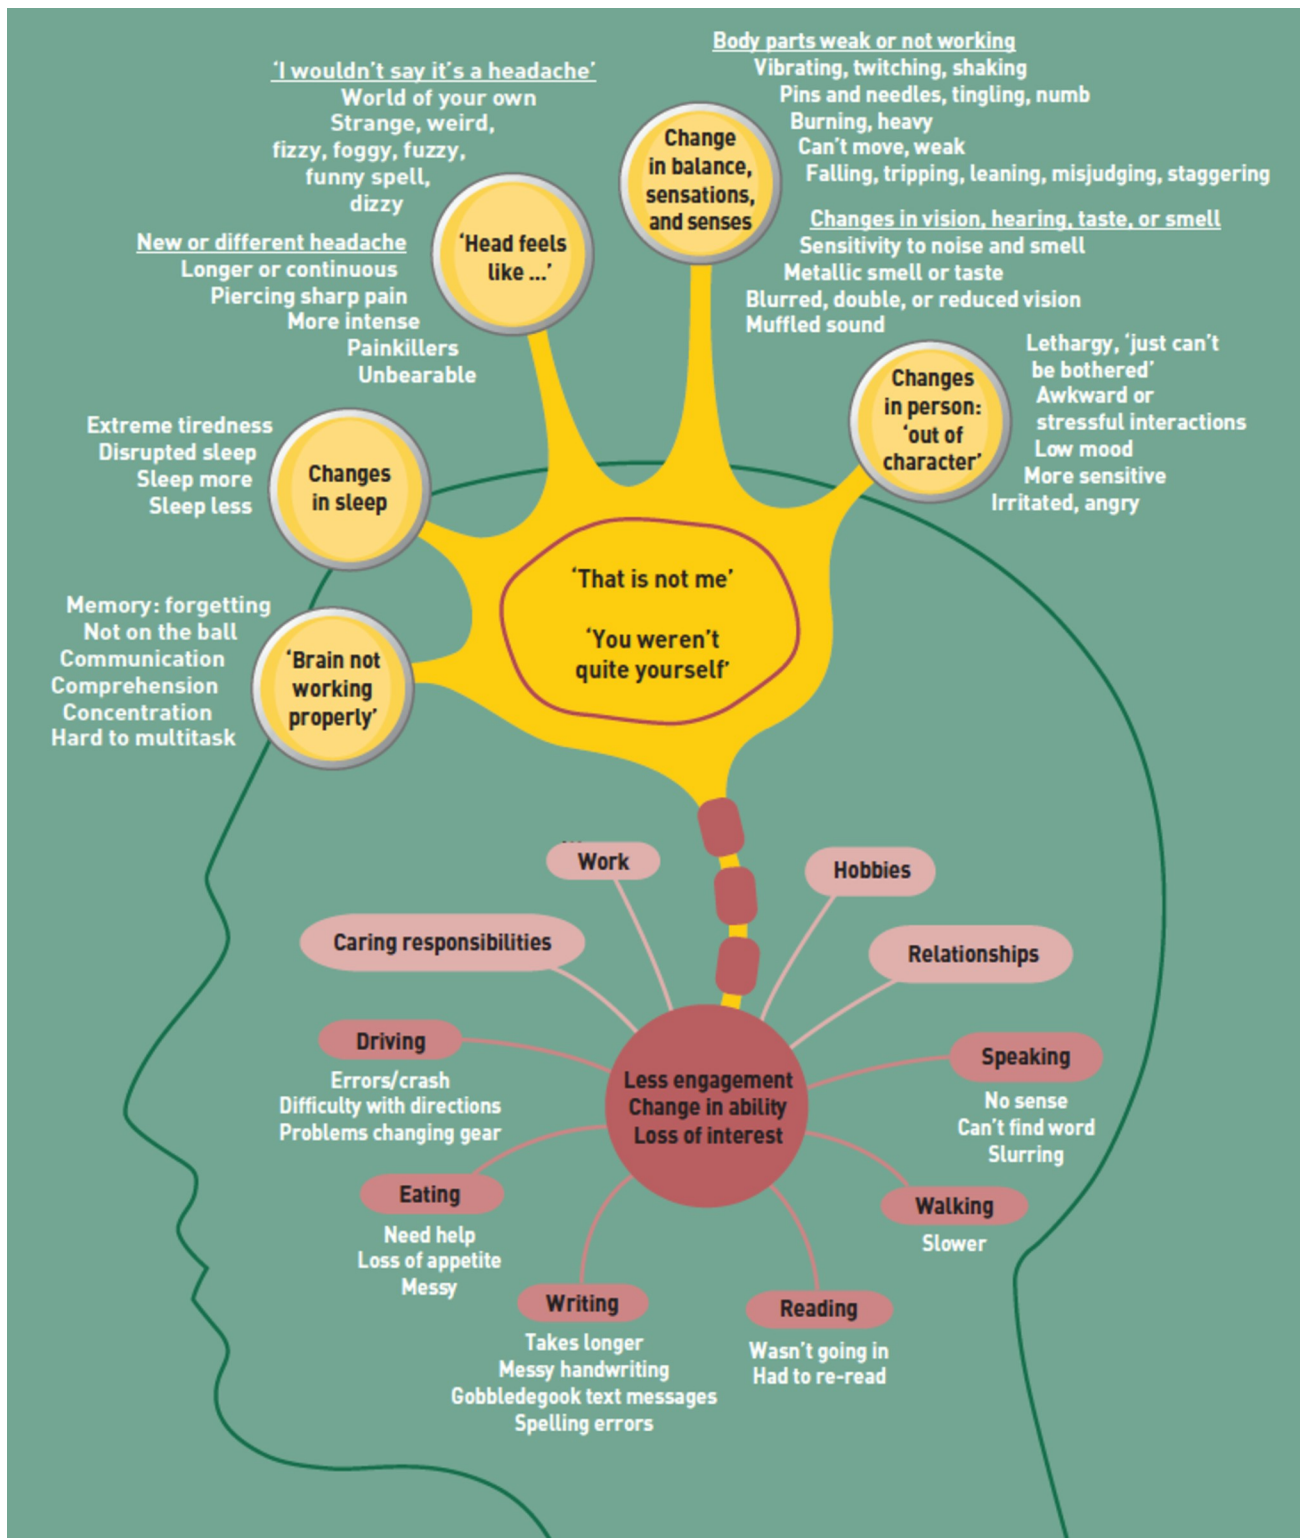 'I wouldn't say it's a headache'
World of your own
Strange, weird,
fizzy, foggy, fuzzy,
funny spell,
dizzy
New or different headache
Longer or continuous
Piercing sharp pain
More intense
Painkillers
Unbearable
'Head feels
like ...'
Body parts weak or not working
Vibrating, twitching, shaking
Pins and needles, tingling, numb
Burning, heavy
Can't move, weak
Falling, tripping, leaning, misjudging, staggering
Change
in balance,
sensations,
and senses
Changes in vision, hearing, taste, or smell
Sensitivity to noise and smell
Metallic smell or taste
Blurred, double, or reduced vision
Muffled sound
Changes
in person:
'out of
character'
Lethargy, 'just can't
be bothered'
Awkward or
stressful interactions
Low mood
More sensitive
Irritated, angry
Extreme tiredness
Disrupted sleep
Sleep more
Sleep less
Changes
in sleep
Memory: forgetting
Not on the ball
Communication
Comprehension
Concentration
Hard to multitask
'Brain not
working
properly'
'That is not me'
'You weren't
quite yourself'
Work
Hobbies
Caring responsibilities
Relationships
Less engagement
Change in ability
Loss of interest
Driving
Errors/crash
Difficulty with directions
Problems changing gear
Speaking
No sense
Can't find word
Slurring
Eating
Need help
Loss of appetite
Messy
Walking
Slower
Writing
Takes longer
Messy handwriting
Gobbledegook text messages
Spelling errors
Reading
Wasn't going in
Had to re-read